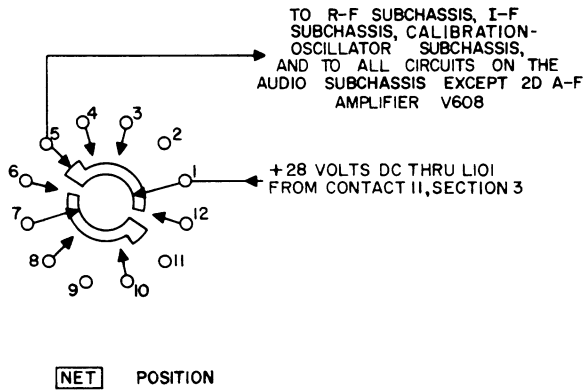 TO R-F SUBCHASSIS, I-F
SUBCHASSIS, CALIBRATION-
OSCILLATOR SUBCHASSIS,
AND TO ALL CIRCUITS ON THE
AUDIO SUBCHASSIS EXCEPT 2D A-F
AMPLIFIER V608
4
3
5
2
6
1
+28 VOLTS DC THRU L101
FROM CONTACT 11, SECTION 3
7
12
8
11
9
10
NET POSITION